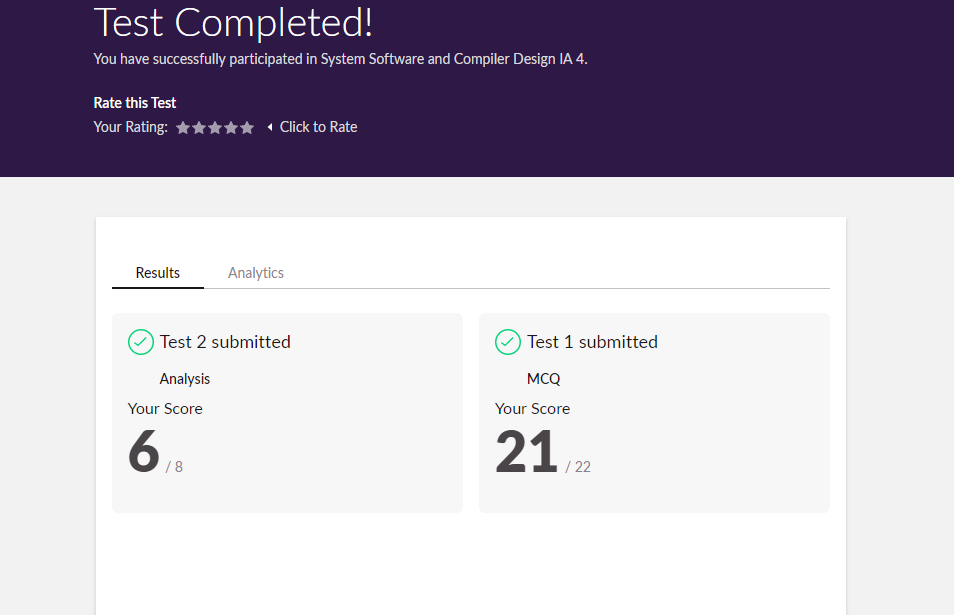 Test Completed!
You have successfully participated in System Software and Compiler Design IA 4.
Rate this Test
Your Rating: Click to Rate
Results Analytics
Test 2 submitted
Analysis
Your Score
6 / 8
Test 1 submitted
MCQ
Your Score
21 / 22